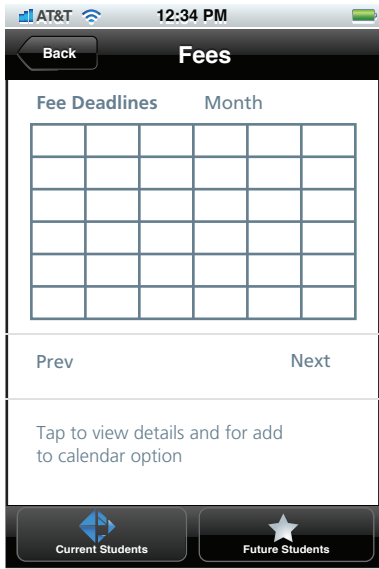 AT&T 12:34 PM
Back Fees
Fee Deadlines Month
Prev Next
Tap to view details and for add
to calendar option
Current Students Future Students